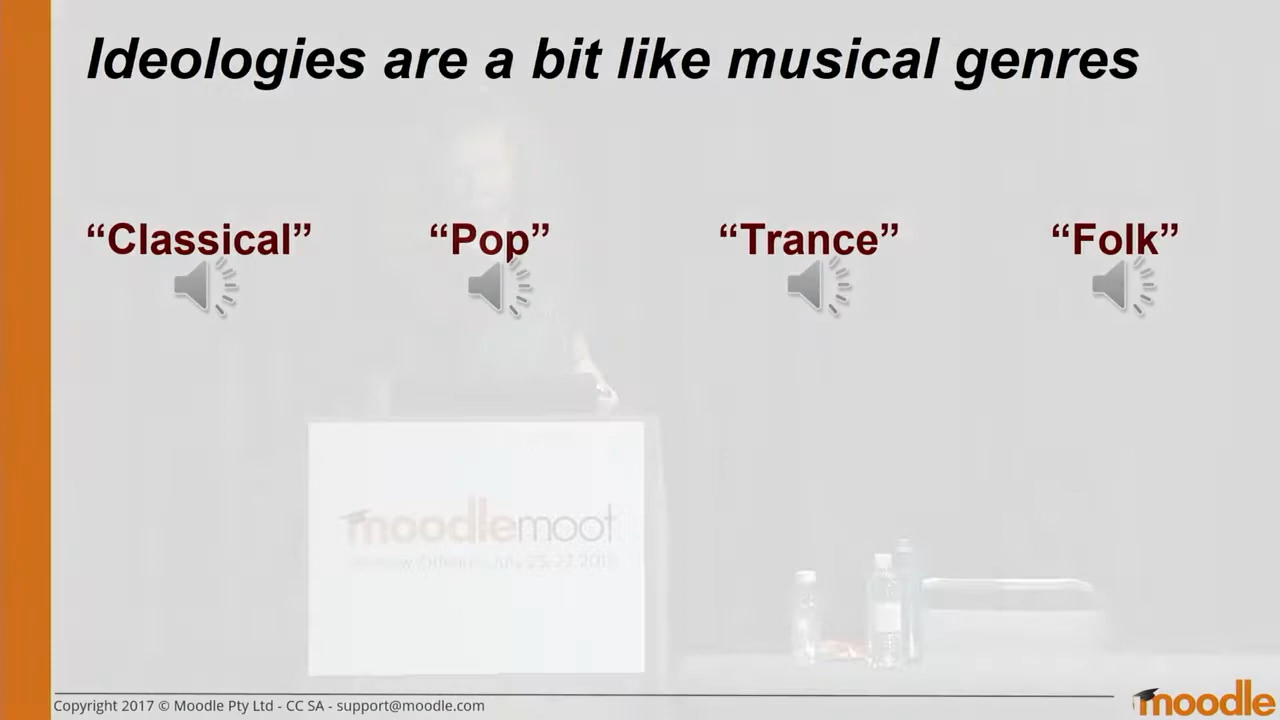 Ideologies are a bit like musical genres
“Classical”
“Pop”
“Trance”
“Folk”
moodlemoot
Copyright 2017 © Moodle Pty Ltd - CC SA - support@moodle.com
moodle